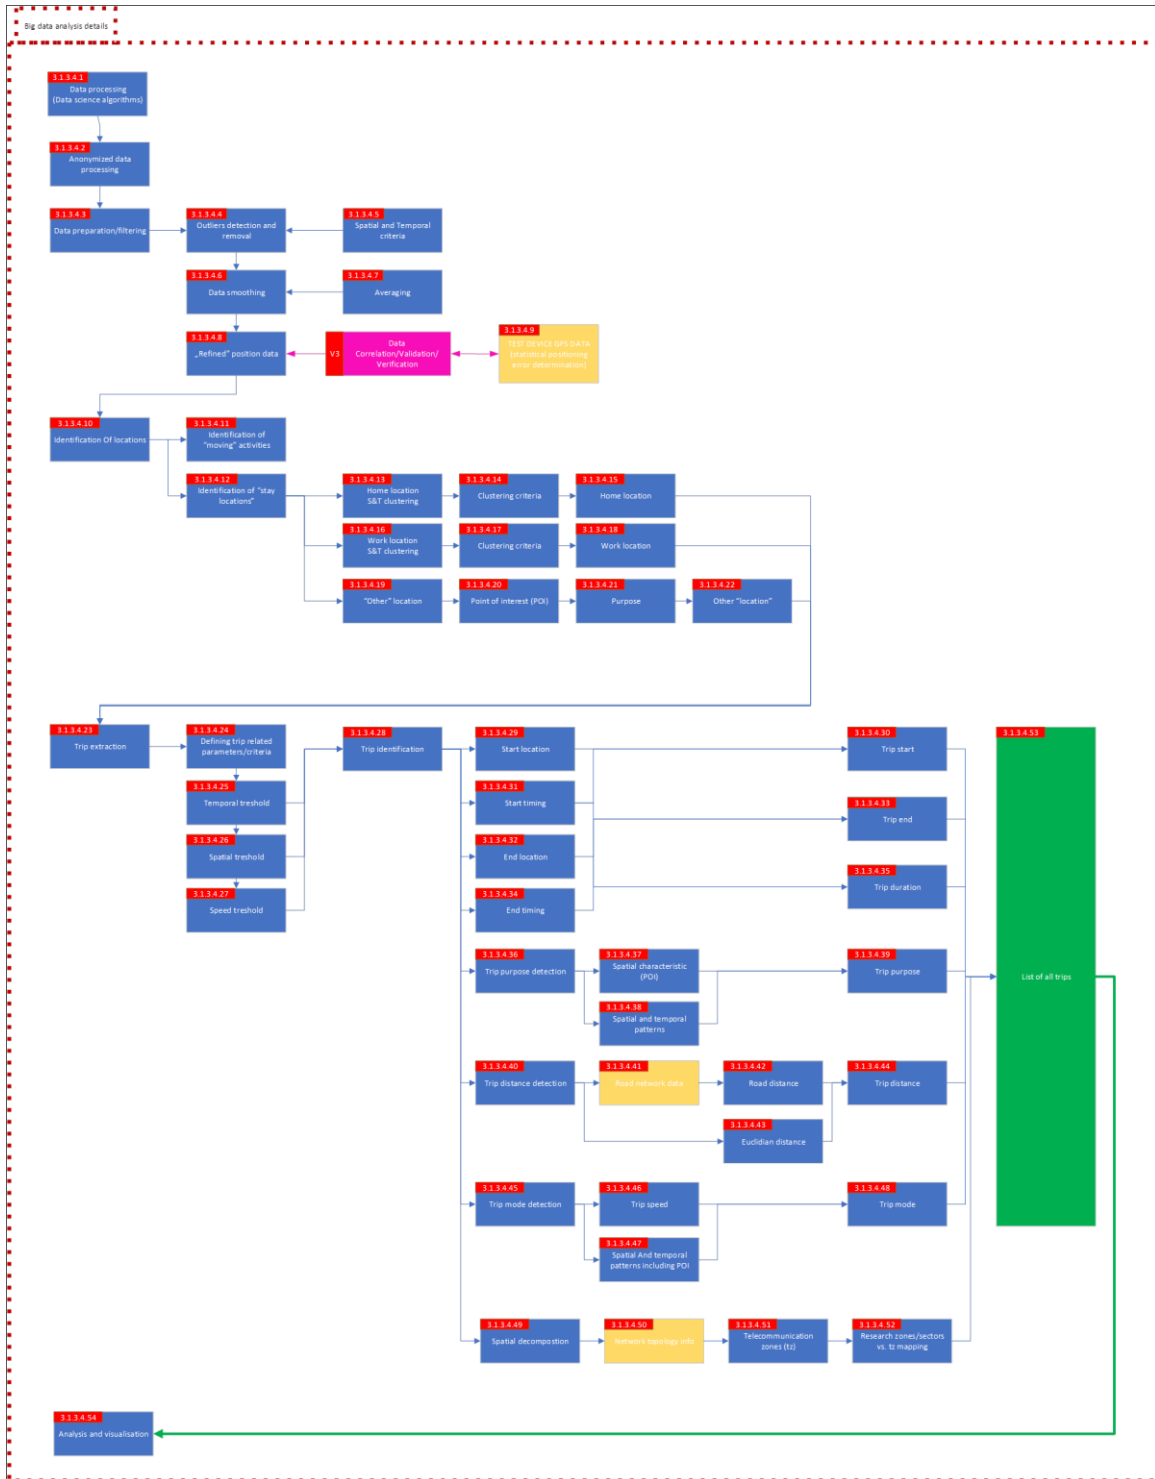 Big data analysis details
3.1.3.4.1
Data processing
(Data science algorithms)
3.1.3.4.2
Anonymized data
processing
3.1.3.4.3
Data preparation/filtering
3.1.3.4.4
Outliers detection and
removal
3.1.3.4.5
Spatial and Temporal
criteria
3.1.3.4.6
Data smoothing
3.1.3.4.7
Averaging
3.1.3.4.8
„Refined” position data
V3
Data
Correlation/Validation/
Verification
3.1.3.4.9
TEST DEVICE GPS DATA
(statistical positioning
error determination)
3.1.3.4.10
Identification Of locations
3.1.3.4.11
Identification of
“moving” activities
3.1.3.4.12
Identification of “stay
locations”
3.1.3.4.13
Home location
S&T clustering
3.1.3.4.14
Clustering criteria
3.1.3.4.15
Home location
3.1.3.4.16
Work location
S&T clustering
3.1.3.4.17
Clustering criteria
3.1.3.4.18
Work location
3.1.3.4.19
“Other” location
3.1.3.4.20
Point of interest (POI)
3.1.3.4.21
Purpose
3.1.3.4.22
Other “location”
3.1.3.4.23
Trip extraction
3.1.3.4.24
Defining trip related
parameters/criteria
3.1.3.4.25
Temporal treshold
3.1.3.4.26
Spatial treshold
3.1.3.4.27
Speed treshold
3.1.3.4.28
Trip identification
3.1.3.4.29
Start location
3.1.3.4.30
Trip start
3.1.3.4.31
Start timing
3.1.3.4.32
End location
3.1.3.4.33
Trip end
3.1.3.4.34
End timing
3.1.3.4.35
Trip duration
3.1.3.4.36
Trip purpose detection
3.1.3.4.37
Spatial characteristic
(POI)
3.1.3.4.38
Spatial and temporal
patterns
3.1.3.4.39
Trip purpose
3.1.3.4.40
Trip distance detection
3.1.3.4.41
Road network data
3.1.3.4.42
Road distance
3.1.3.4.43
Euclidian distance
3.1.3.4.44
Trip distance
3.1.3.4.45
Trip mode detection
3.1.3.4.46
Trip speed
3.1.3.4.47
Spatial And temporal
patterns including POI
3.1.3.4.48
Trip mode
3.1.3.4.49
Spatial decompostion
3.1.3.4.50
Network topology info
3.1.3.4.51
Telecommunication
zones (tz)
3.1.3.4.52
Research zones/sectors
vs. tz mapping
3.1.3.4.53
List of all trips
3.1.3.4.54
Analysis and visualisation